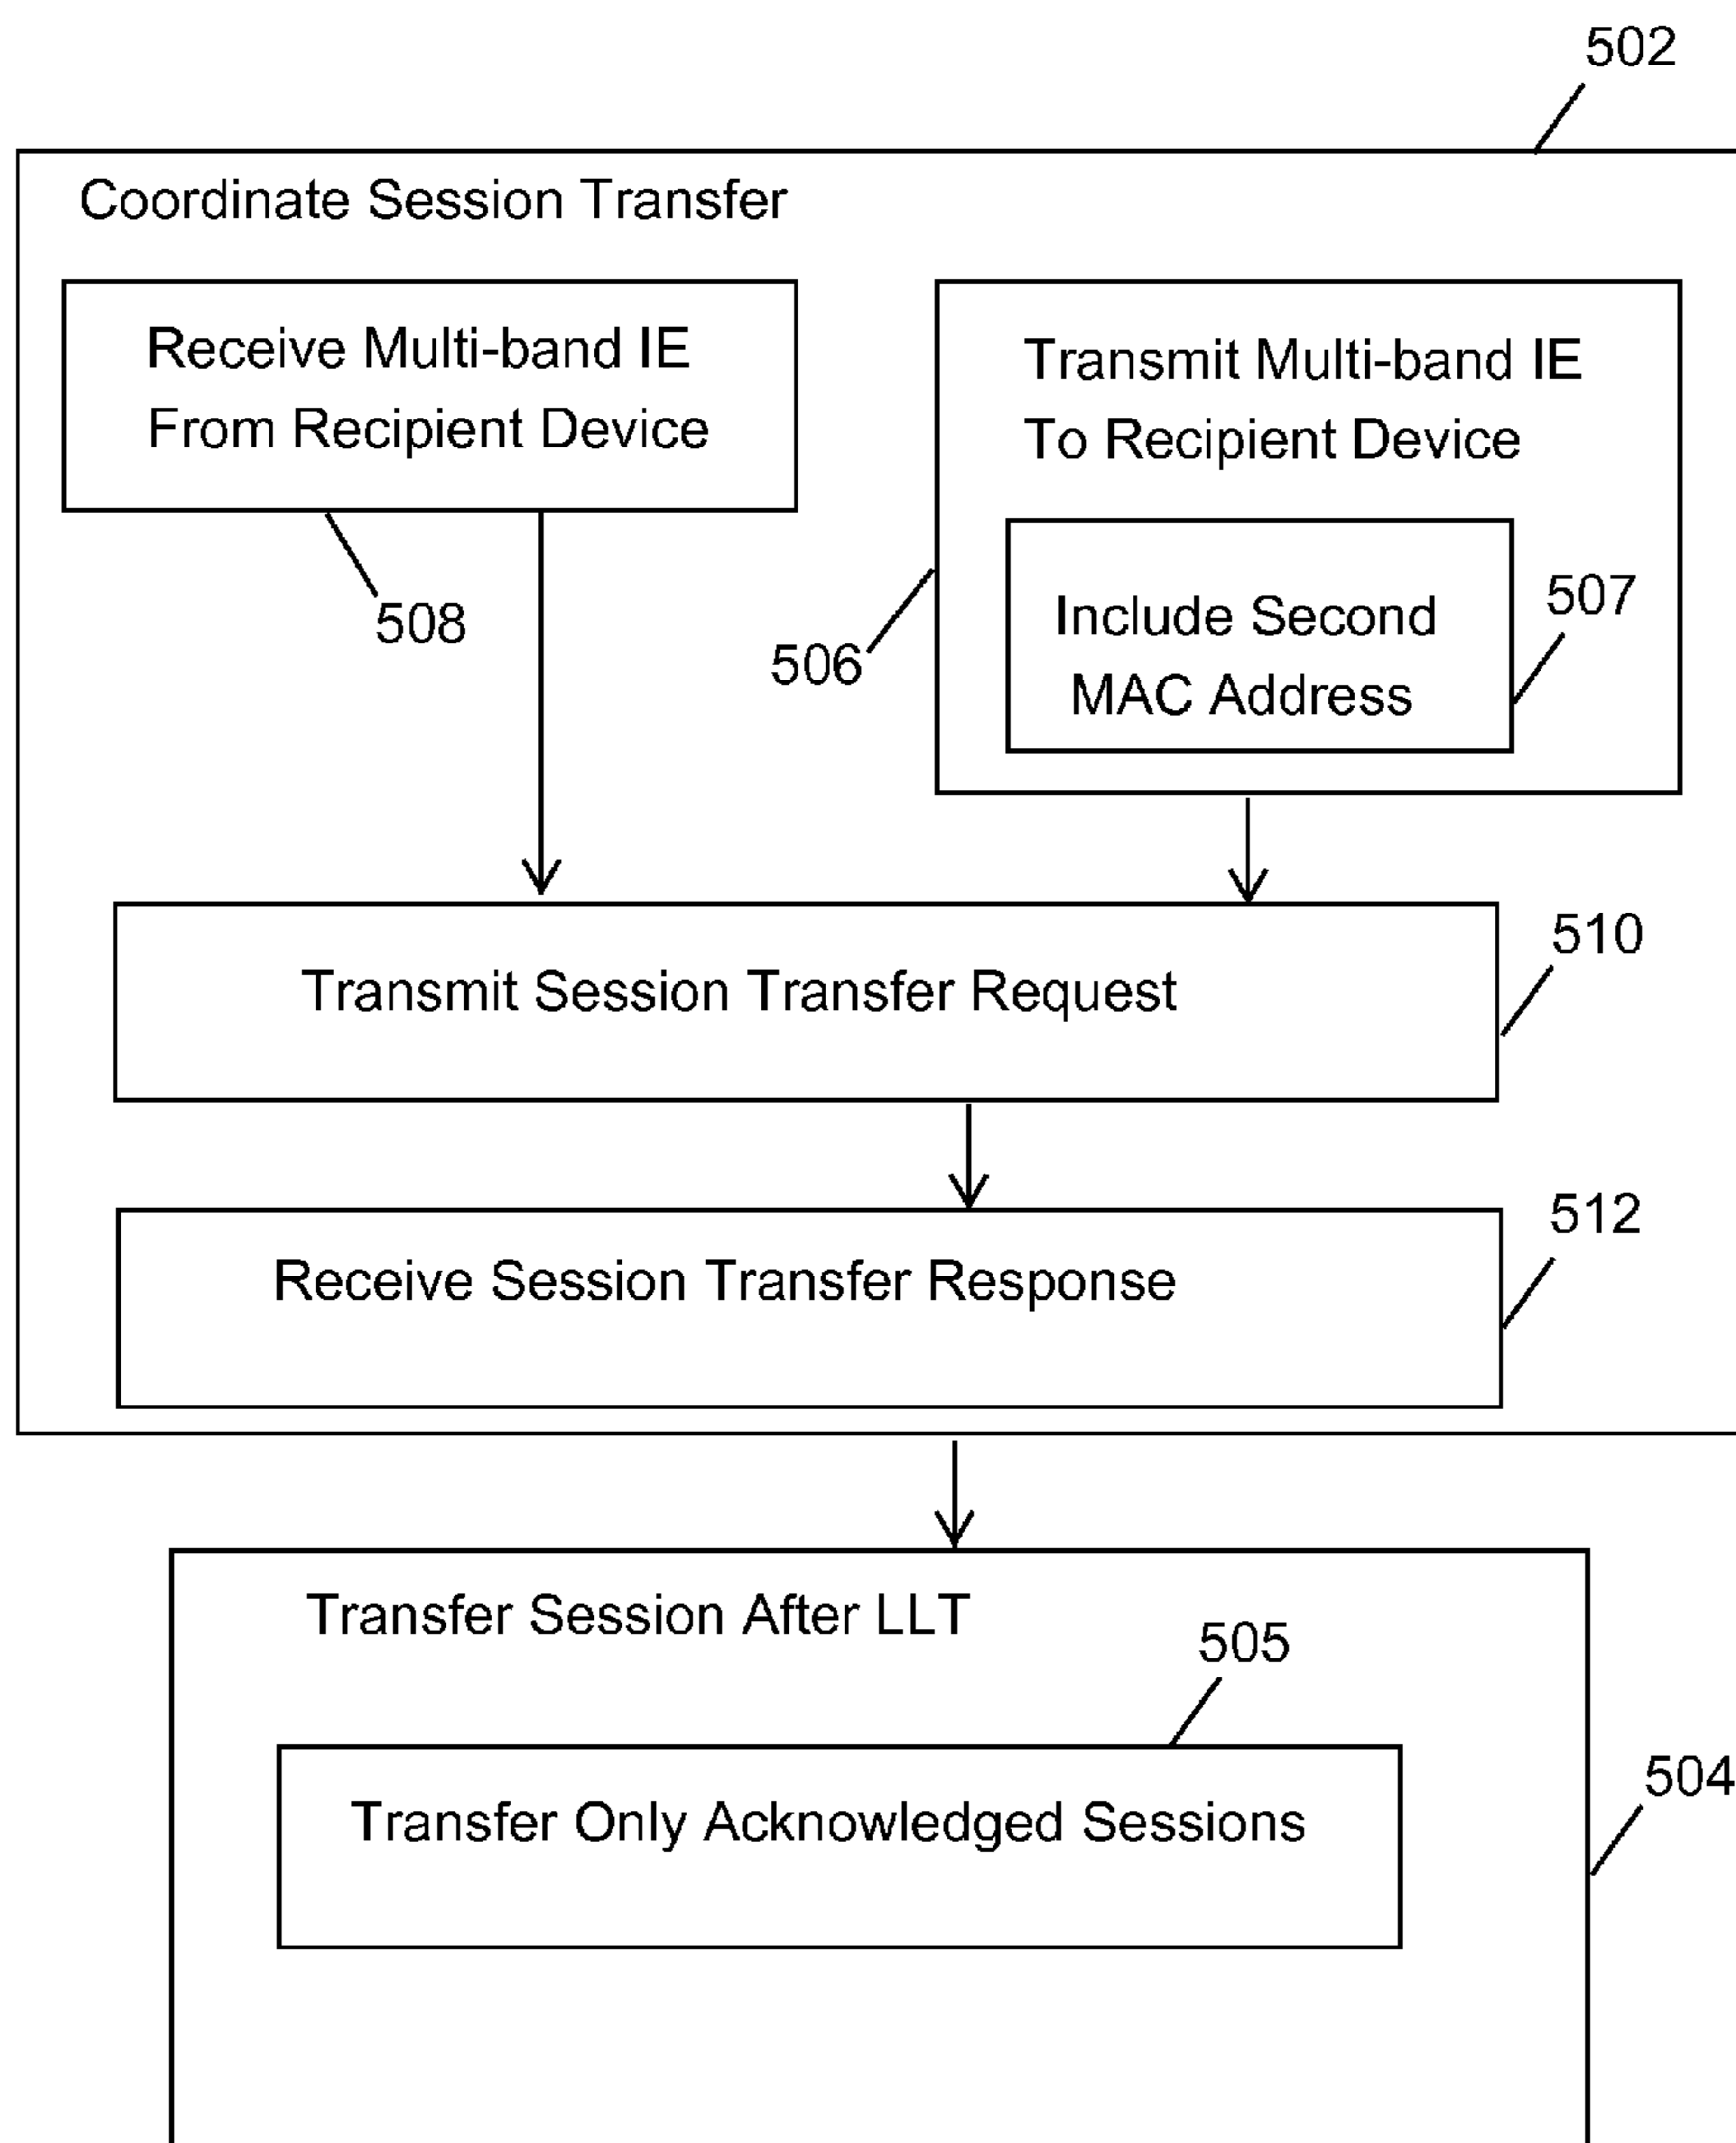 502
Coordinate Session Transfer
Receive Multi-band IE
From Recipient Device
508
Transmit Multi-band IE
To Recipient Device
506
Include Second
MAC Address
507
Transmit Session Transfer Request
510
Receive Session Transfer Response
512
Transfer Session After LLT
505
Transfer Only Acknowledged Sessions
504